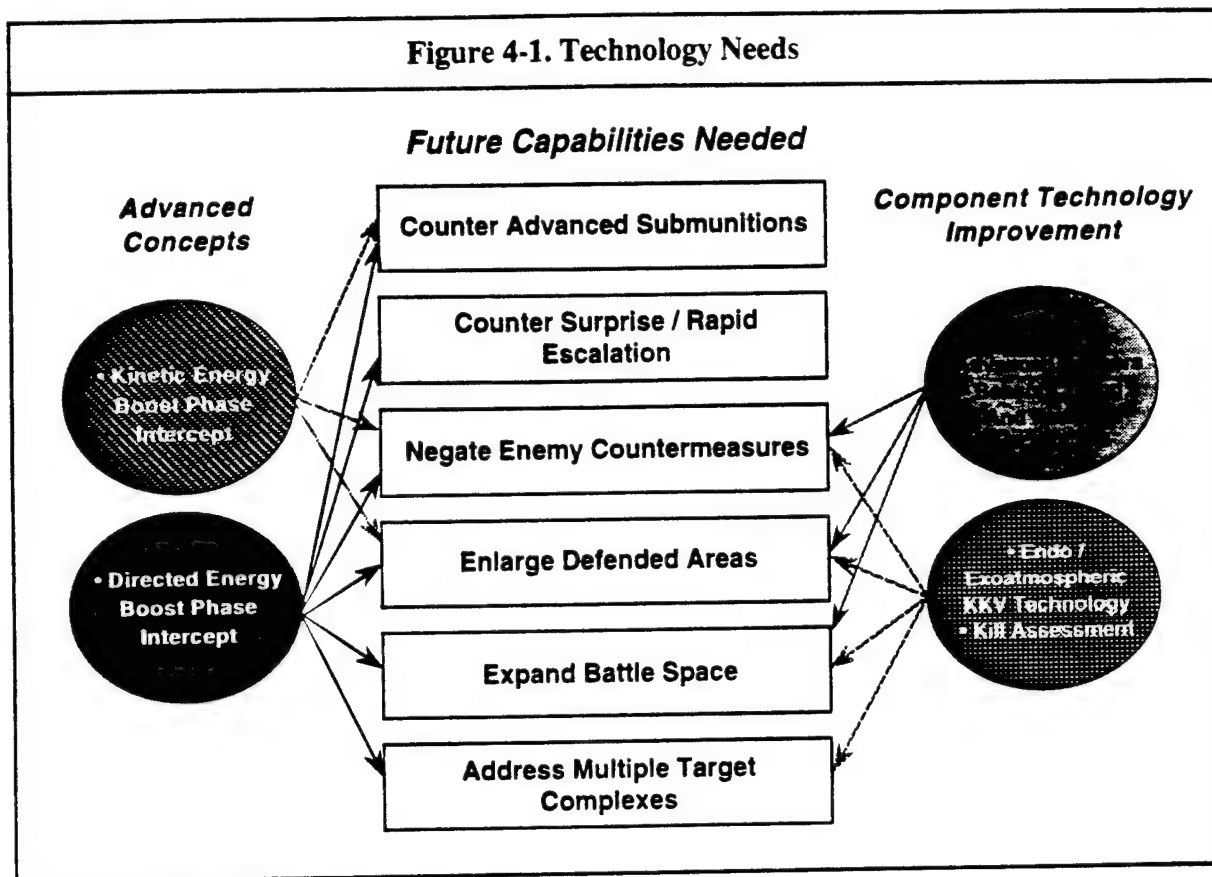 Figure 4-1. Technology Needs
Future Capabilities Needed
Advanced
Concepts
Component Technology
Improvement
• Kinetic Energy
Boost Phase
Intercept
• Directed Energy
Boost Phase
Intercept
Counter Advanced Submunitions
Counter Surprise / Rapid
Escalation
Negate Enemy Countermeasures
Enlarge Defended Areas
Expand Battle Space
Address Multiple Target
Complexes
• Endo /
Exoatmospheric
KKV Technology
• Kill Assessment